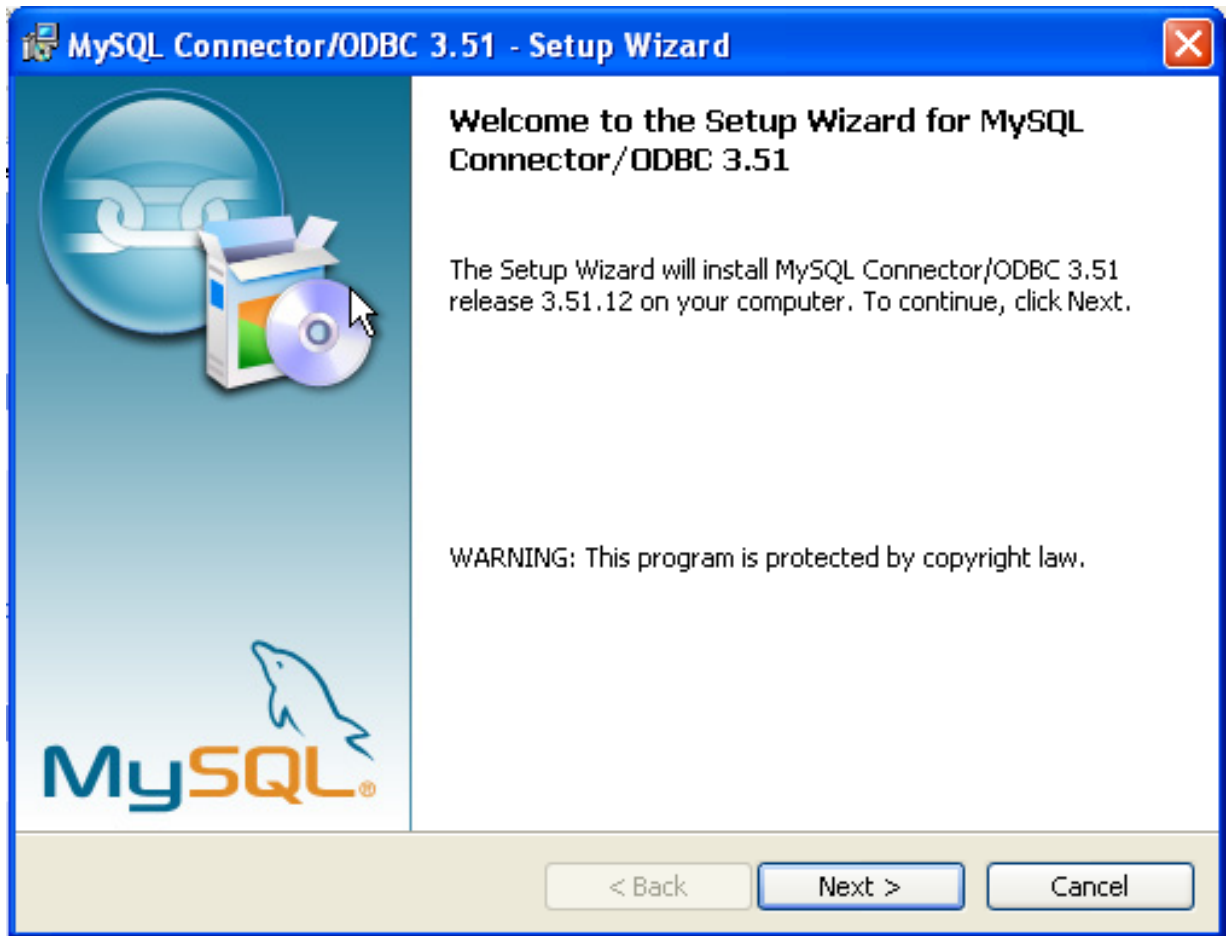 MySQL Connector/ODBC 3.51 - Setup Wizard
Welcome to the Setup Wizard for MySQL
Connector/ODBC 3.51
The Setup Wizard will install MySQL Connector/ODBC 3.51
release 3.51.12 on your computer. To continue, click Next.
WARNING: This program is protected by copyright law.
MySQL®
< Back
Next >
Cancel